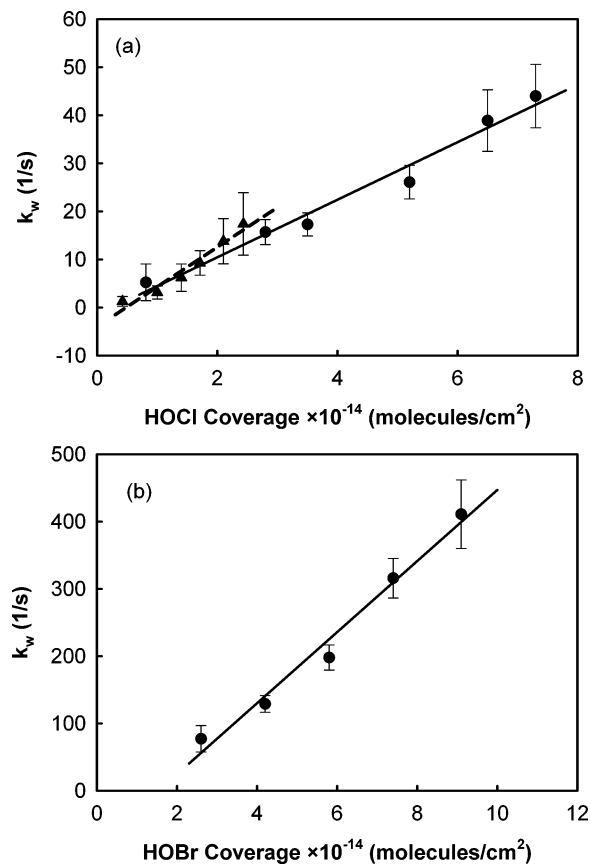 (a)
60
50
40
30
20
10
0
-10
k_w (1/s)
0 2 4 6 8
HOCl Coverage ×10^-14 (molecules/cm^2)
(b)
500
400
300
200
100
0
k_w (1/s)
0 2 4 6 8 10 12
HOBr Coverage ×10^-14 (molecules/cm^2)